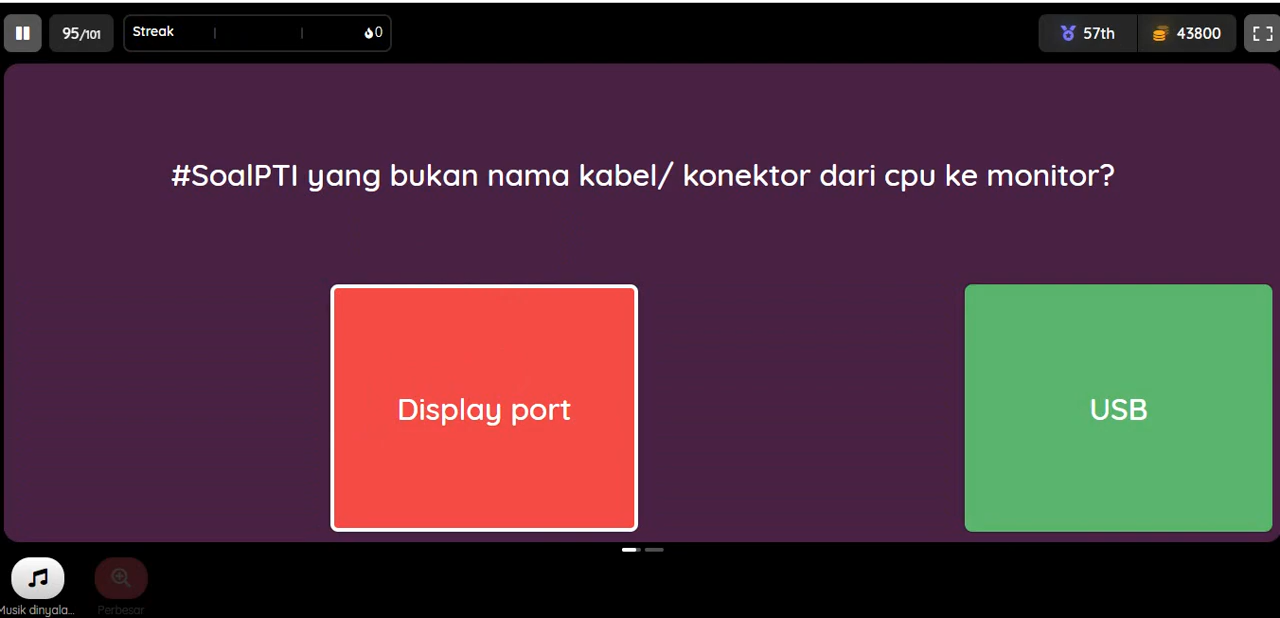 95/101
Streak
0
57th
43800
#SoalPTI yang bukan nama kabel/ konektor dari cpu ke monitor?
Display port
USB
Musik dinyala...
Perbesar